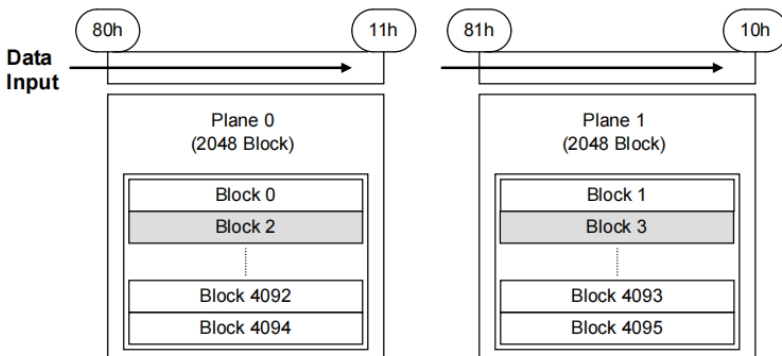 80h
11h
81h
10h
Data
Input
Plane 0
(2048 Block)
Block 0
Block 2
Block 4092
Block 4094
Plane 1
(2048 Block)
Block 1
Block 3
Block 4093
Block 4095